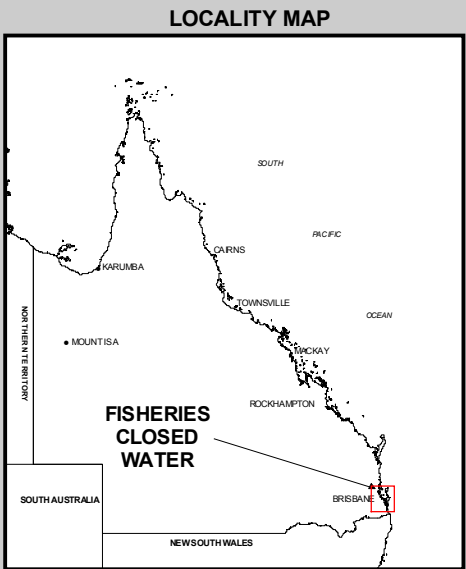 LOCALITY MAP
SOUTH
PACIFIC
CAIRNS
KARUMBA
TOWNSVILLE
OCEAN
NORTHERN TERRITORY
MOUNT ISA
MACKAY
ROCKHAMPTON
FISHERIES
CLOSED
WATER
BRISBANE
SOUTH AUSTRALIA
NEW SOUTH WALES